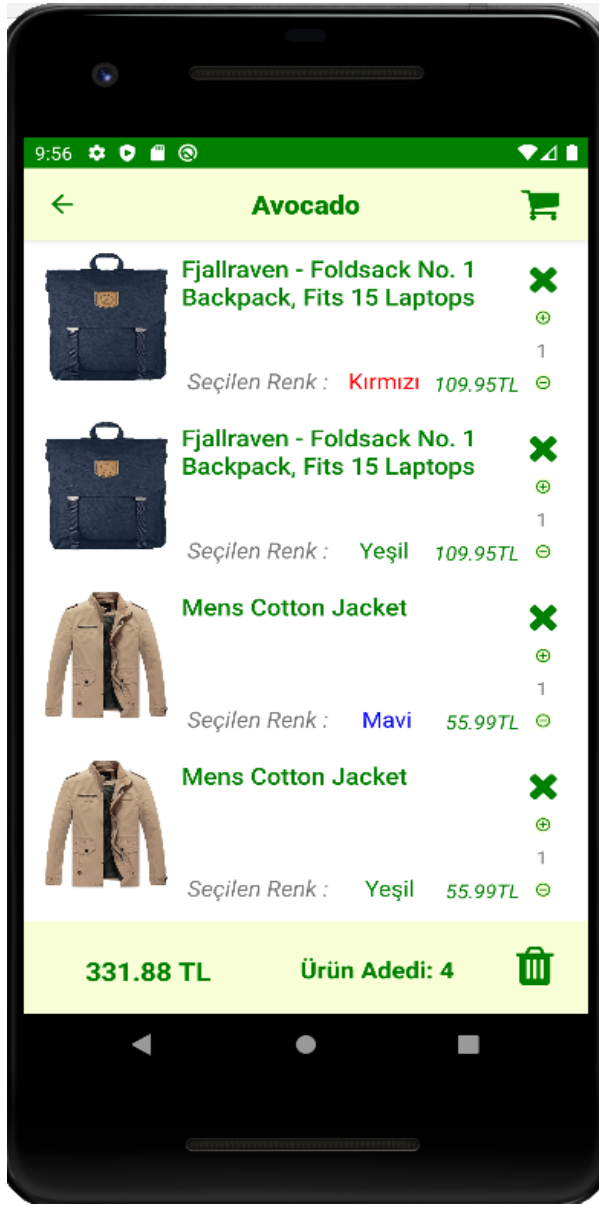 9:56
Avocado
Fjallraven - Foldsack No. 1
Backpack, Fits 15 Laptops
1
Seçilen Renk : Kırmızı 109.95TL
Fjallraven - Foldsack No. 1
Backpack, Fits 15 Laptops
1
Seçilen Renk : Yeşil 109.95TL
Mens Cotton Jacket
1
Seçilen Renk : Mavi 55.99TL
Mens Cotton Jacket
1
Seçilen Renk : Yeşil 55.99TL
331.88 TL Ürün Adedi: 4